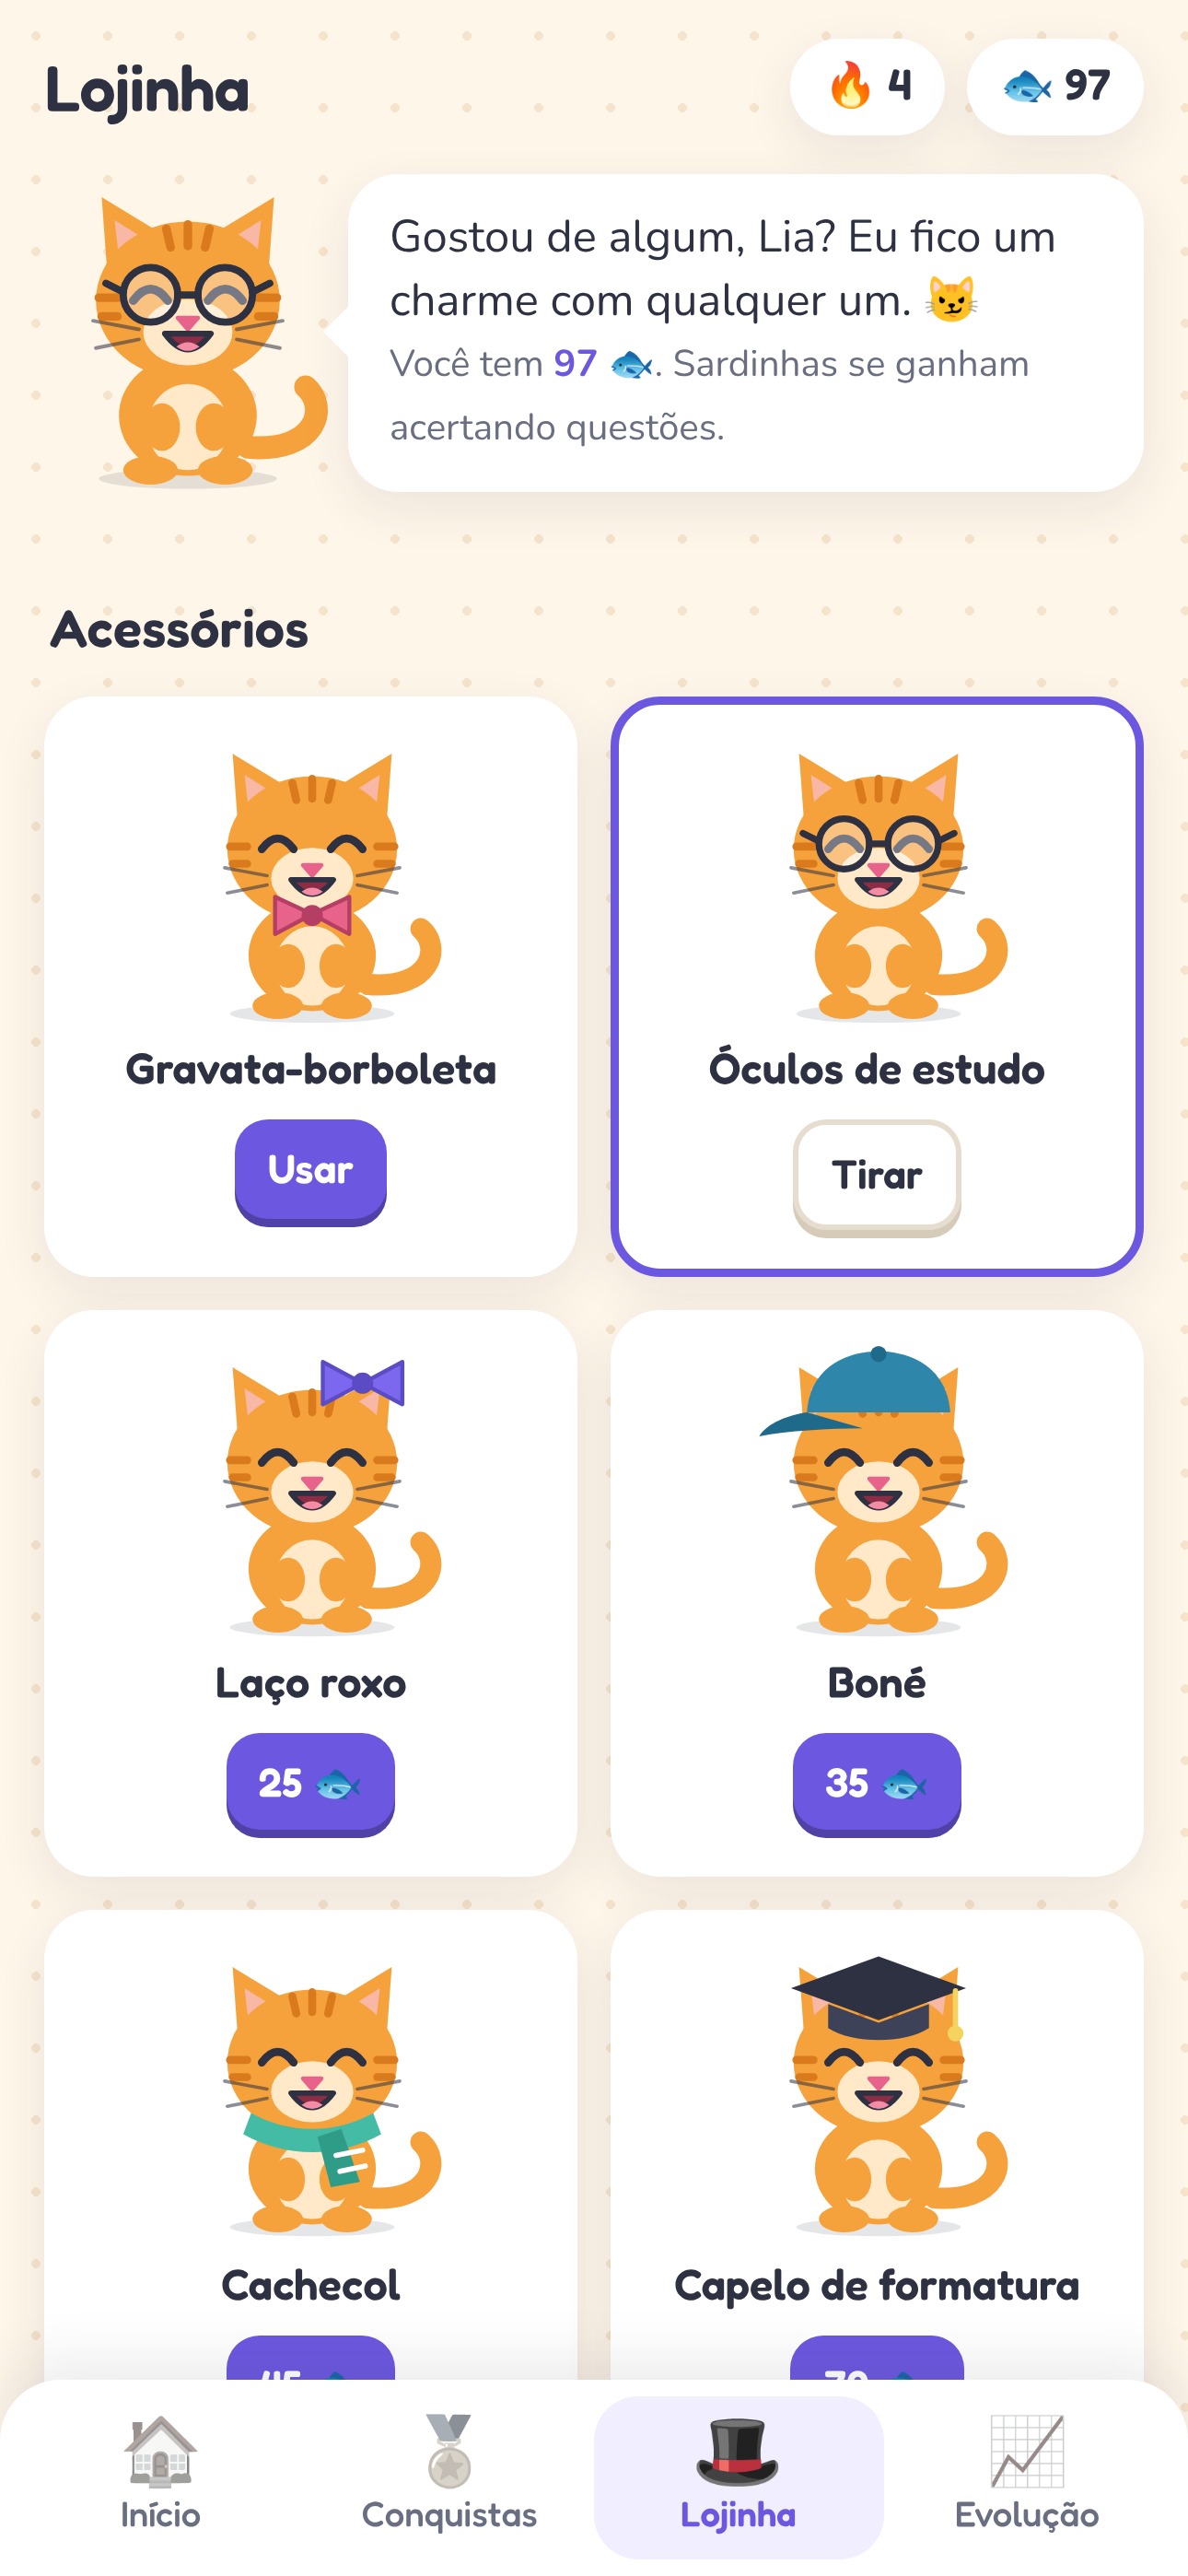 Lojinha
🔥 4
🐟 97
Gostou de algum, Lia? Eu fico um
charme com qualquer um. 😼
Você tem 97 🐟. Sardinhas se ganham
acertando questões.
Acessórios
Gravata-borboleta
Óculos de estudo
Usar
Tirar
Laço roxo
Boné
25 🐟
35 🐟
Cachecol
Capelo de formatura
Início
Conquistas
Lojinha
Evolução